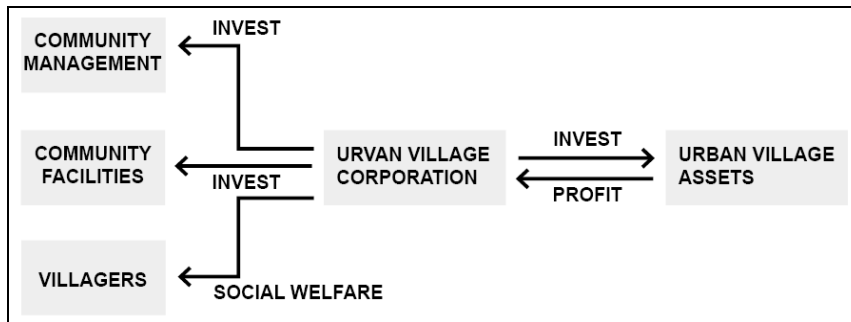 INVEST
COMMUNITY
MANAGEMENT
COMMUNITY
FACILITIES
INVEST
URVAN VILLAGE
CORPORATION
INVEST
PROFIT
URBAN VILLAGE
ASSETS
VILLAGERS
SOCIAL WELFARE